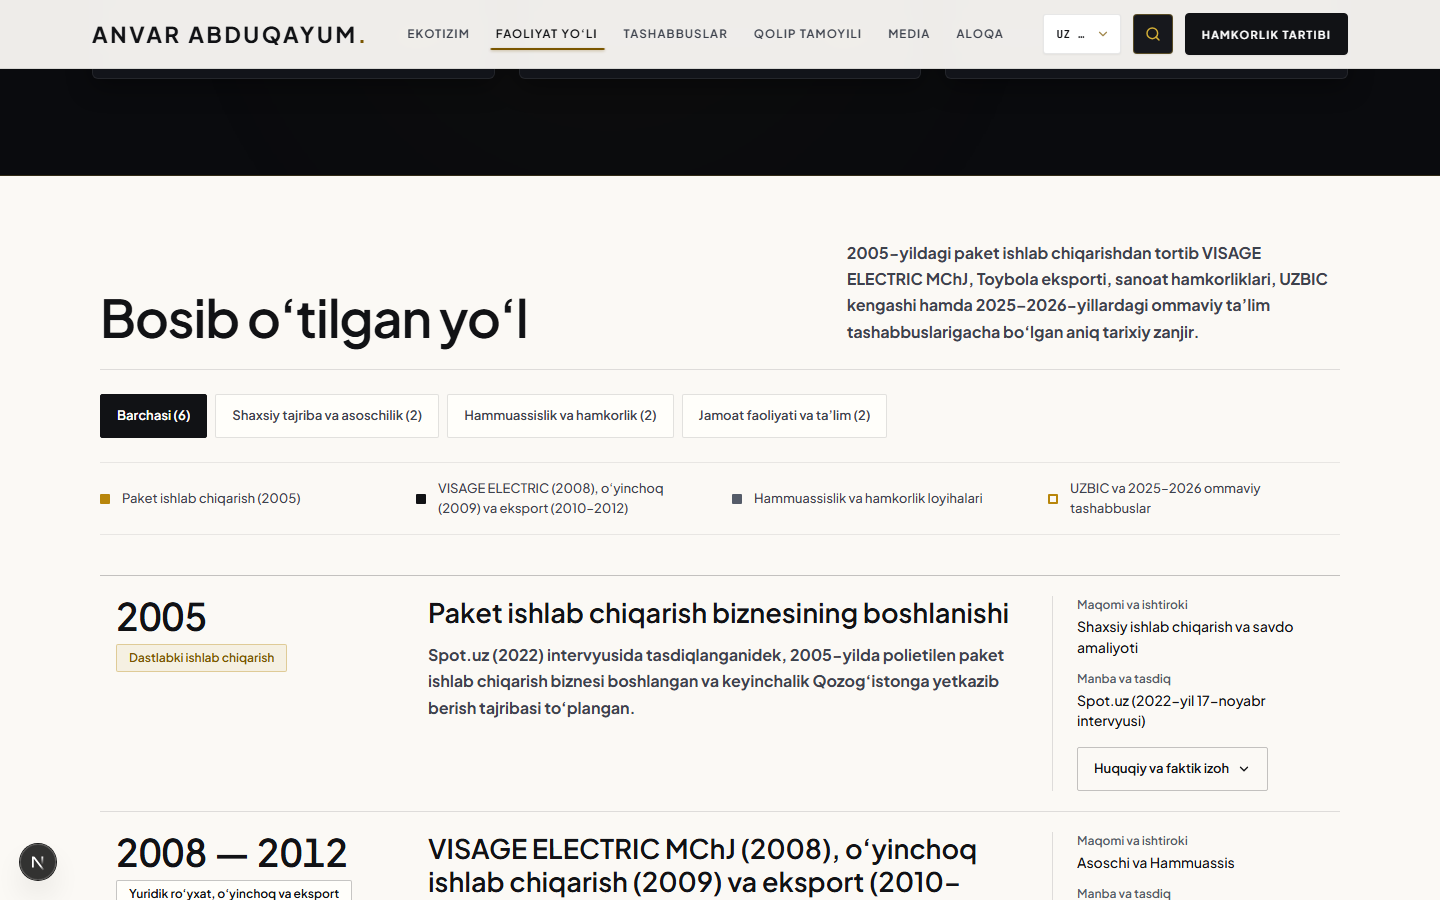 ANVAR ABDUQAYUM.
EKOTIZIM
FAOLIYAT YO‘LI
TASHABBUSLAR
QOLIP TAMOYILI
MEDIA
ALOQA
UZ …
HAMKORLIK TARTIBI
Bosib o‘tilgan yo‘l
2005–yildagi paket ishlab chiqarishdan tortib VISAGE
ELECTRIC MChJ, Toybola eksporti, sanoat hamkorliklari, UZBIC
kengashi hamda 2025–2026–yillardagi ommaviy ta’lim
tashabbuslarigacha bo‘lgan aniq tarixiy zanjir.
Barchasi (6)
Shaxsiy tajriba va asoschilik (2)
Hammuassislik va hamkorlik (2)
Jamoat faoliyati va ta’lim (2)
Paket ishlab chiqarish (2005)
VISAGE ELECTRIC (2008), o‘yinchoq
(2009) va eksport (2010–2012)
Hammuassislik va hamkorlik loyihalari
UZBIC va 2025–2026 ommaviy
tashabbuslar
2005
Dastlabki ishlab chiqarish
Paket ishlab chiqarish biznesining boshlanishi
Spot.uz (2022) intervyusida tasdiqlanganidek, 2005–yilda polietilen paket
ishlab chiqarish biznesi boshlangan va keyinchalik Qozog‘istonga yetkazib
berish tajribasi to‘plangan.
Maqomi va ishtiroki
Shaxsiy ishlab chiqarish va savdo
amaliyoti
Manba va tasdiq
Spot.uz (2022–yil 17–noyabr
intervyusi)
Huquqiy va faktik izoh
2008 — 2012
Yuridik ro‘yxat, o‘yinchoq va eksport
VISAGE ELECTRIC MChJ (2008), o‘yinchoq
ishlab chiqarish (2009) va eksport (2010–
Maqomi va ishtiroki
Asoschi va Hammuassis
Manba va tasdiq
N